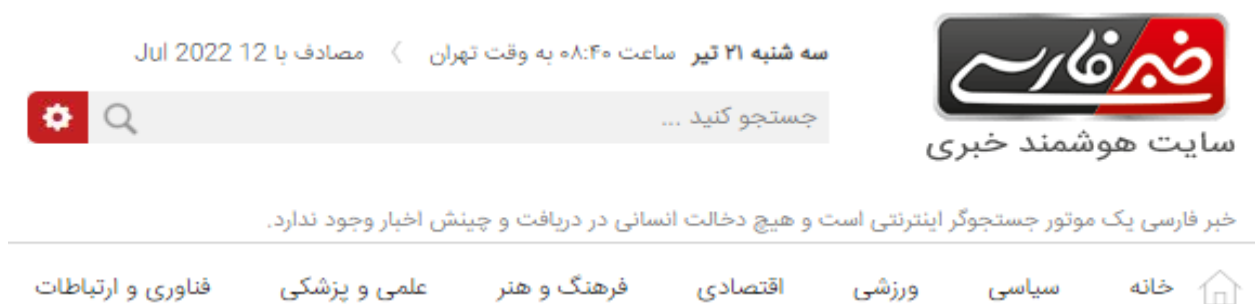 خبر فارسی
سایت هوشمند خبری
سه شنبه ۲۱ تیر ساعت ۰۸:۴۰ به وقت تهران 〉 مصادف با 12 Jul 2022
جستجو کنید ...
خبر فارسی یک موتور جستجوگر اینترنتی است و هیچ دخالت انسانی در دریافت و چینش اخبار وجود ندارد.
خانه سیاسی ورزشی اقتصادی فرهنگ و هنر علمی و پزشکی فناوری و ارتباطات